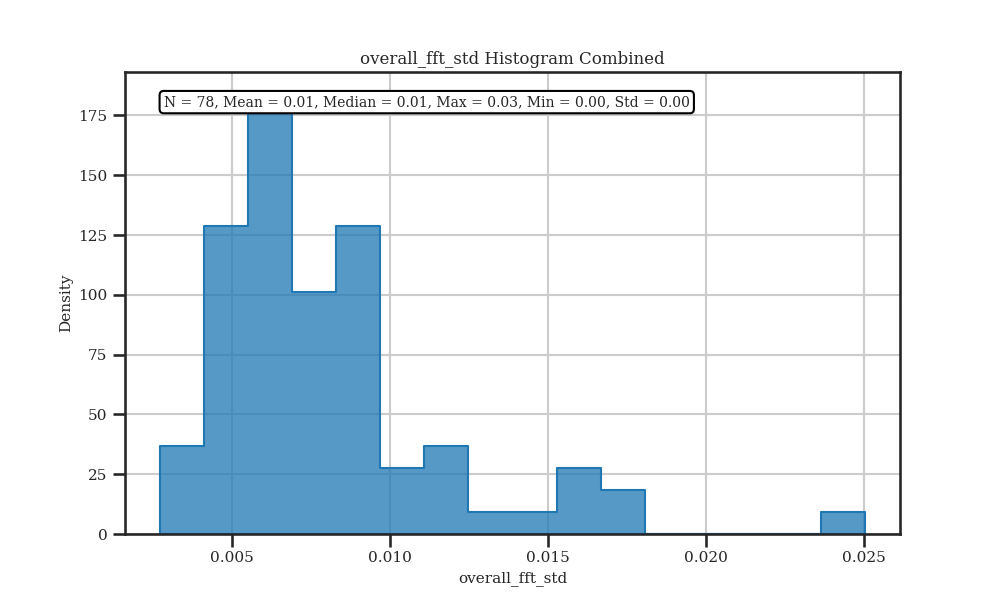 overall_fft_std Histogram Combined
N = 78, Mean = 0.01, Median = 0.01, Max = 0.03, Min = 0.00, Std = 0.00
175
150
125
100
75
50
25
0
Density
0.005 0.010 0.015 0.020 0.025
overall_fft_std